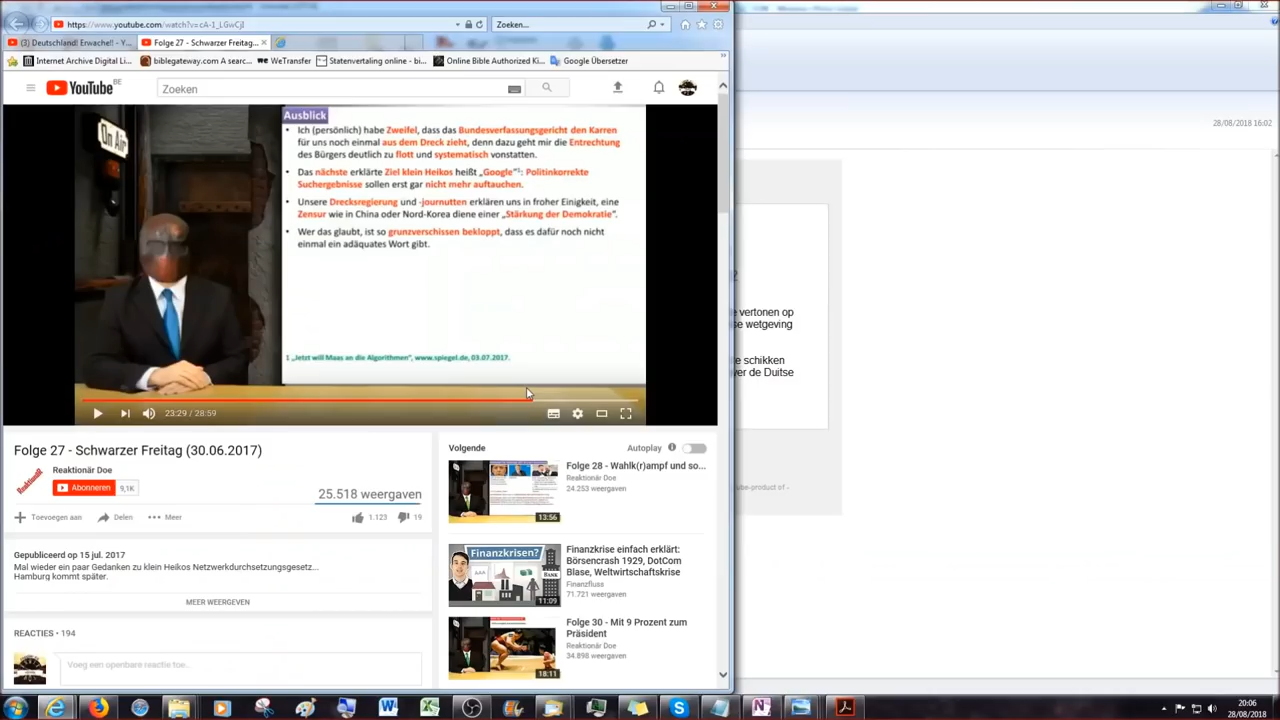 https://www.youtube.com/watch?v=cA-1_LGwCjI
Zoeken...
(3) Deutschland! Erwache!! - Y...
Folge 27 - Schwarzer Freitag...
Internet Archive Digital Li...
biblegateway.com A searc...
WeTransfer
Statenvertaling online - bi...
Online Bible Authorized Ki...
Google Übersetzer
YouTube BE
Zoeken
28/08/2018 16:02
On Air
Ausblick
• Ich (persönlich) habe Zweifel, dass das Bundesverfassungsgericht den Karren
für uns noch einmal aus dem Dreck zieht, denn dazu geht mir die Entrechtung
des Bürgers deutlich zu flott und systematisch vonstatten.
• Das nächste erklärte Ziel klein Heikos heißt „Google"¹: Politinkorrekte
Suchergebnisse sollen erst gar nicht mehr auftauchen.
• Unsere Drecksregierung und -journutten erklären uns in froher Einigkeit, eine
Zensur wie in China oder Nord-Korea diene einer „Stärkung der Demokratie".
• Wer das glaubt, ist so grunzverschissen bekloppt, dass es dafür noch nicht
einmal ein adäquates Wort gibt.
1 „Jetzt will Maas an die Algorithmen", www.spiegel.de, 03.07.2017.
e vertonen op
se wetgeving
te schikken
ver de Duitse
ube-product of -
23:29 / 28:59
Folge 27 - Schwarzer Freitag (30.06.2017)
Reaktionär Doe
Abonneren 9,1K
25.518 weergaven
Toevoegen aan
Delen
Meer
1.123
19
Gepubliceerd op 15 jul. 2017
Mal wieder ein paar Gedanken zu klein Heikos Netzwerkdurchsetzungsgesetz...
Hamburg kommt später.
MEER WEERGEVEN
REACTIES • 194
Voeg een openbare reactie toe..
Volgende
Autoplay
Folge 28 - Wahlk(r)ampf und so...
Reaktionär Doe
24.253 weergaven
13:56
Finanzkrisen?
Finanzkrise einfach erklärt:
Börsencrash 1929, DotCom
Blase, Weltwirtschaftskrise
Finanzfluss
71.721 weergaven
11:09
Folge 30 - Mit 9 Prozent zum
Präsident
Reaktionär Doe
34.898 weergaven
18:11
20:06
28/08/2018